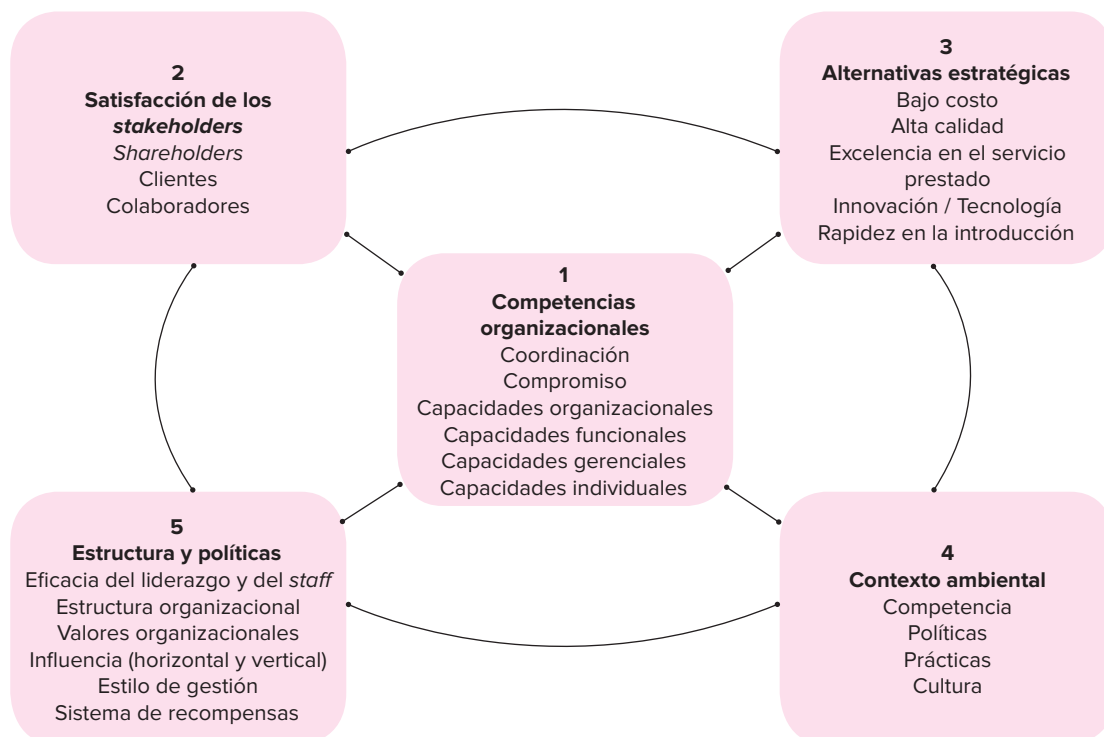 2
Satisfacción de los
stakeholders
Shareholders
Clientes
Colaboradores
3
Alternativas estratégicas
Bajo costo
Alta calidad
Excelencia en el servicio
prestado
Innovación / Tecnología
Rapidez en la introducción
1
Competencias
organizacionales
Coordinación
Compromiso
Capacidades organizacionales
Capacidades funcionales
Capacidades gerenciales
Capacidades individuales
5
Estructura y políticas
Eficacia del liderazgo y del staff
Estructura organizacional
Valores organizacionales
Influencia (horizontal y vertical)
Estilo de gestión
Sistema de recompensas
4
Contexto ambiental
Competencia
Políticas
Prácticas
Cultura